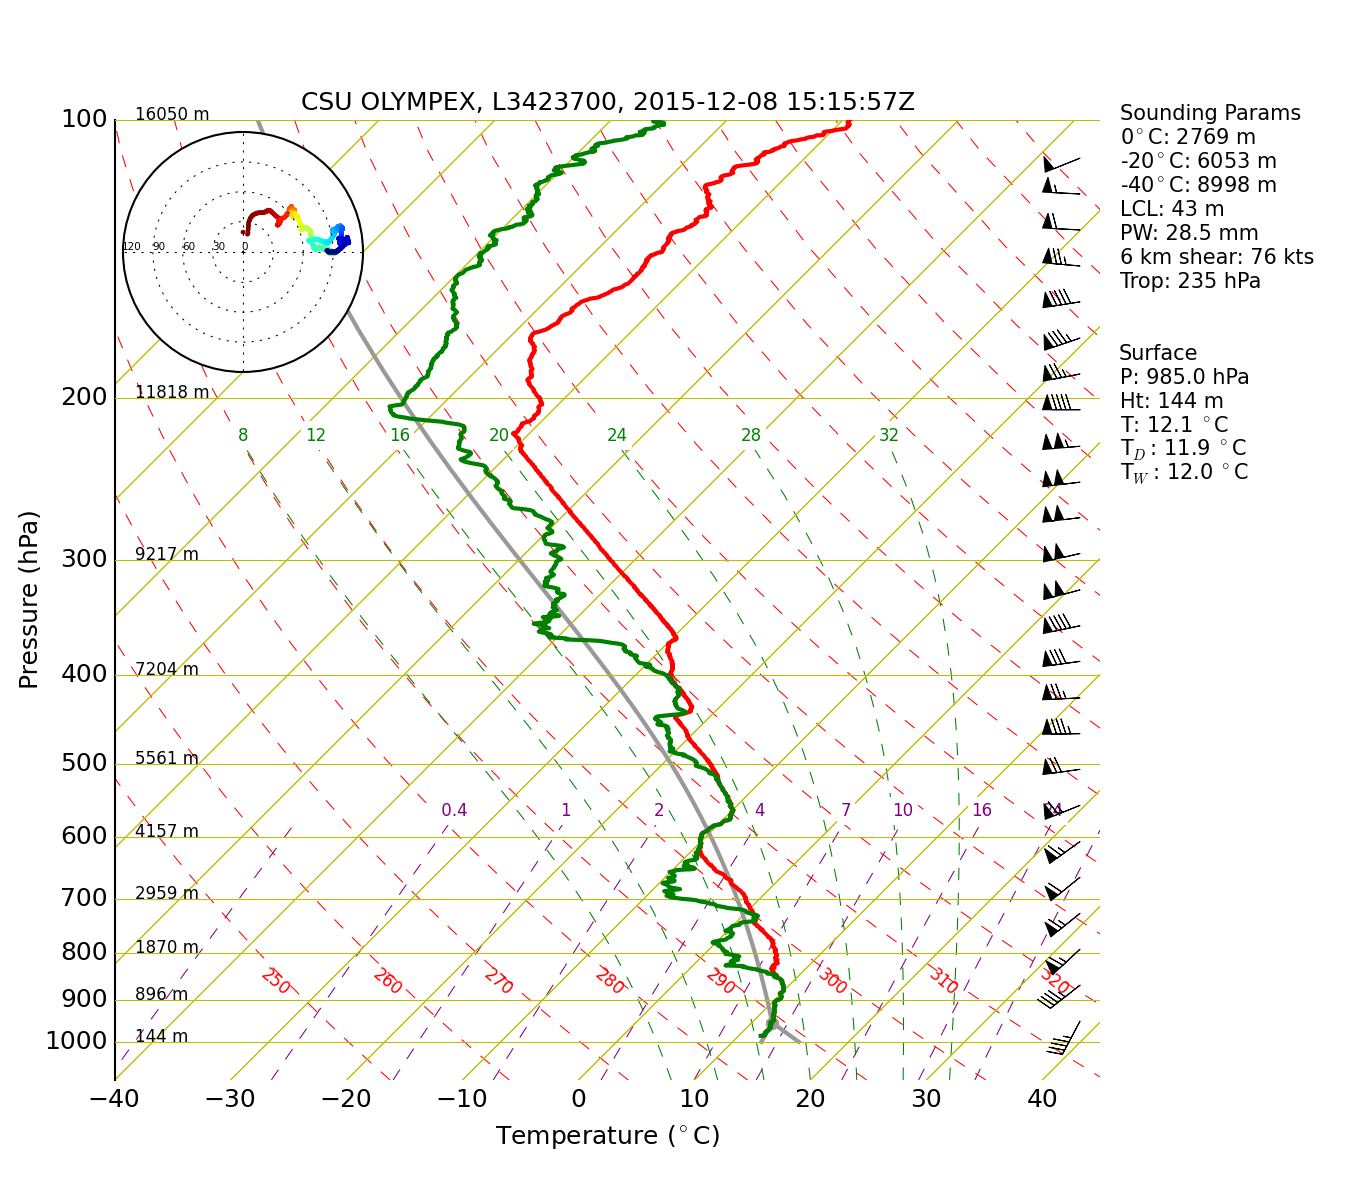 CSU OLYMPEX, L3423700, 2015-12-08 15:15:57Z
Sounding Params
0°C: 2769 m
-20°C: 6053 m
-40°C: 8998 m
LCL: 43 m
PW: 28.5 mm
6 km shear: 76 kts
Trop: 235 hPa
Surface
P: 985.0 hPa
Ht: 144 m
T: 12.1 °C
T_D : 11.9 °C
T_W : 12.0 °C
Pressure (hPa)
100 16050 m
120 90 60 30 0
200 11818 m
8 12 16 20 24 28 32
300 9217 m
400 7204 m
500 5561 m
0.4 1 2 4 7 10 16
600 4157 m
700 2959 m
800 1870 m
250 260 270 280 290 300 310 320
900 896 m
1000 144 m
−40 −30 −20 −10 0 10 20 30 40
Temperature (°C)